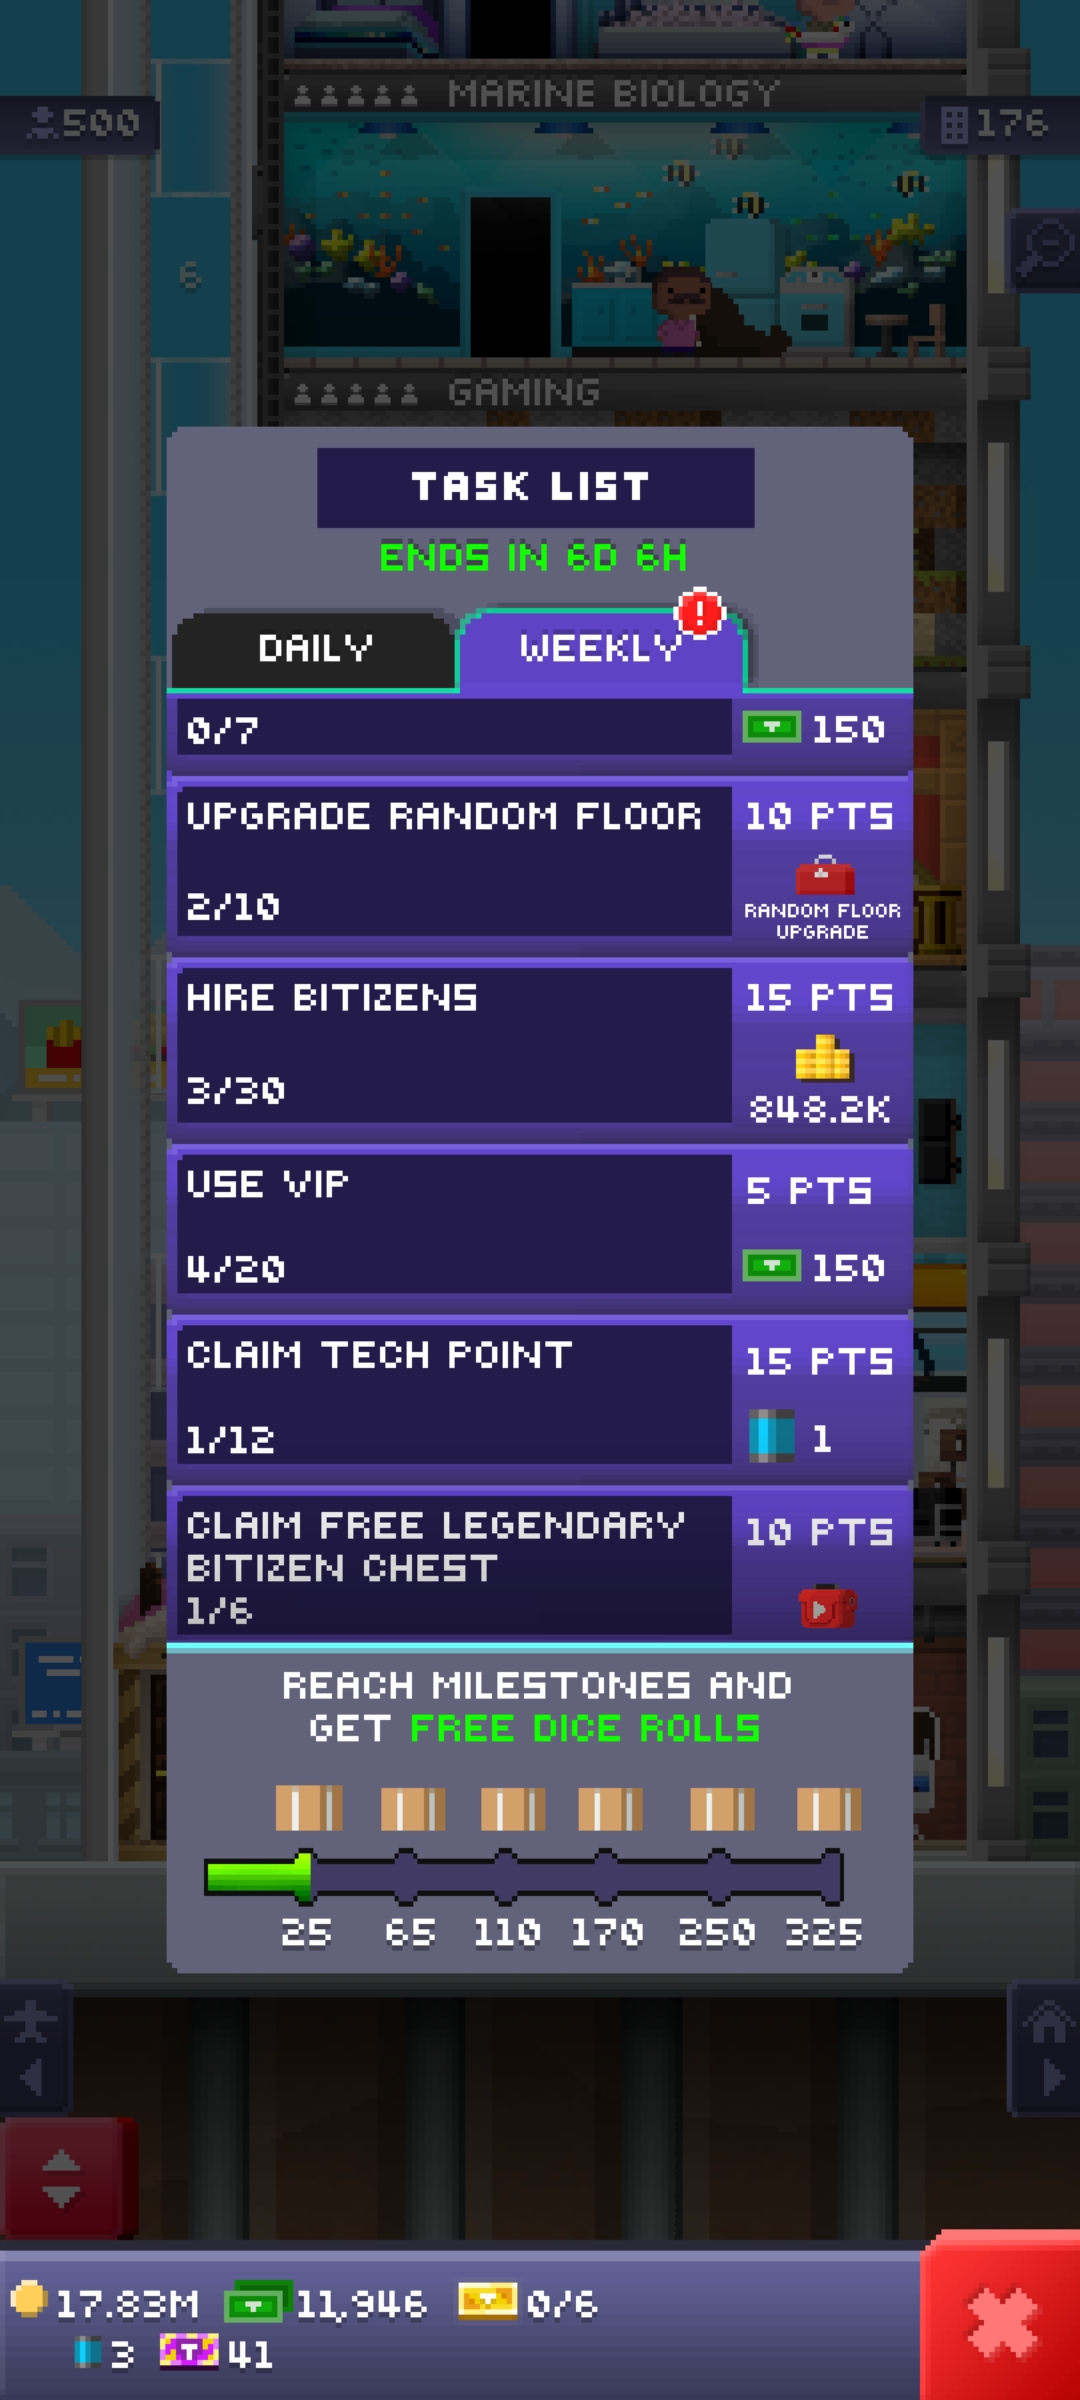 MARINE BIOLOGY
500
176
6
GAMING
TASK LIST
ENDS IN 6D 6H
DAILY
WEEKLY
!
0/7
150
UPGRADE RANDOM FLOOR
10 PTS
2/10
RANDOM FLOOR
UPGRADE
HIRE BITIZENS
15 PTS
3/30
848.2K
USE VIP
5 PTS
4/20
150
CLAIM TECH POINT
15 PTS
1/12
1
CLAIM FREE LEGENDARY
BITIZEN CHEST
10 PTS
1/6
REACH MILESTONES AND
GET FREE DICE ROLLS
25 65 110 170 250 325
17.83M 11,946 0/6
3 41